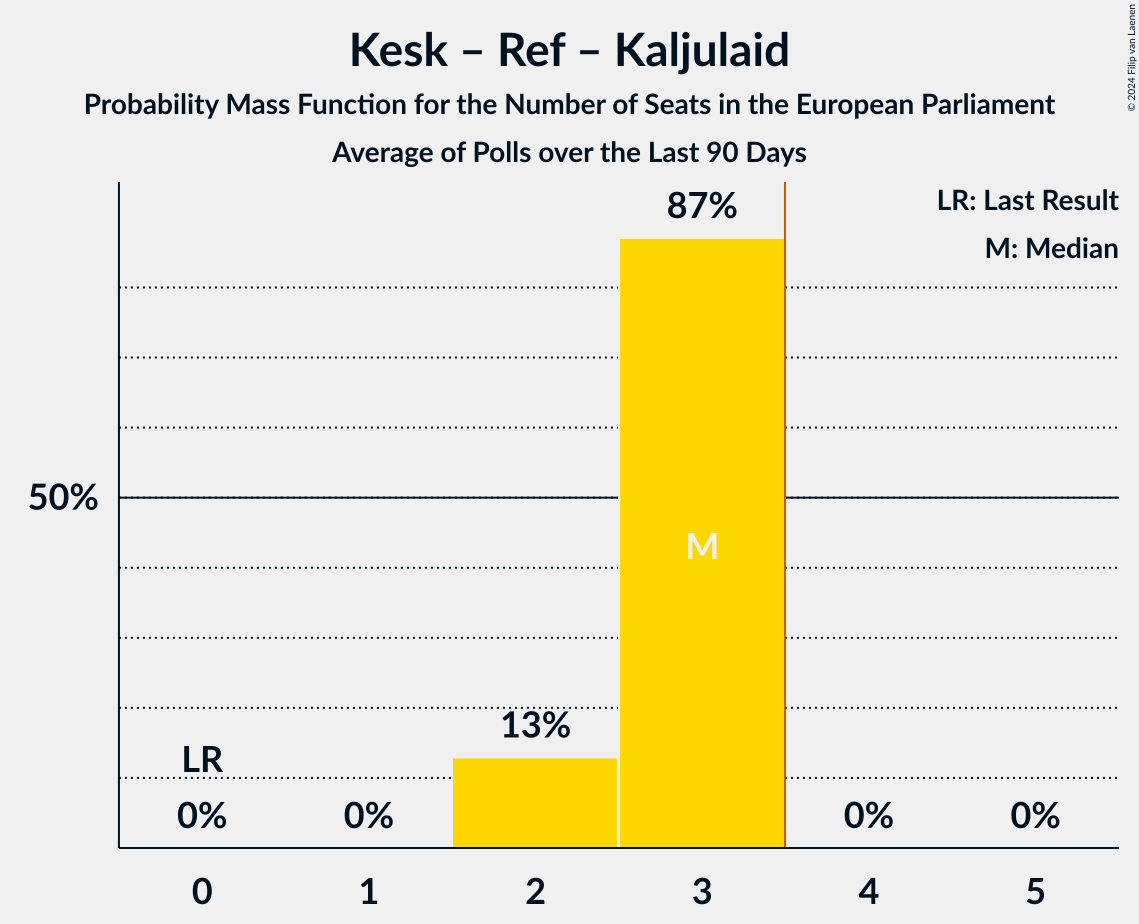 Kesk – Ref – Kaljulaid
Probability Mass Function for the Number of Seats in the European Parliament
Average of Polls over the Last 90 Days
© 2024 Filip van Laenen
LR: Last Result
M: Median
87%
50%
M
13%
LR
0%
0%
0%
0%
0
1
2
3
4
5